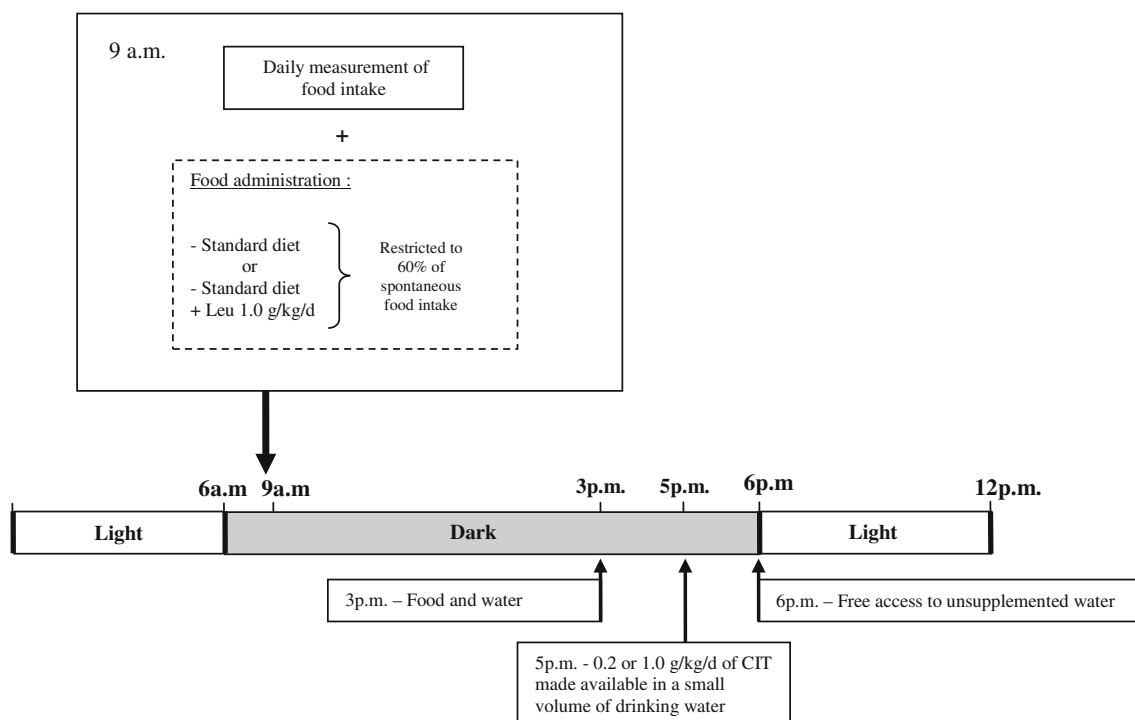 9 a.m.
Daily measurement of
food intake
+
Food administration :
- Standard diet
or
- Standard diet
+ Leu 1.0 g/kg/d
Restricted to
60% of
spontaneous
food intake
6a.m 9a.m 3p.m. 5p.m. 6p.m 12p.m.
Light Dark Light
3p.m. – Food and water
6p.m. – Free access to unsupplemented water
5p.m. - 0.2 or 1.0 g/kg/d of CIT
made available in a small
volume of drinking water